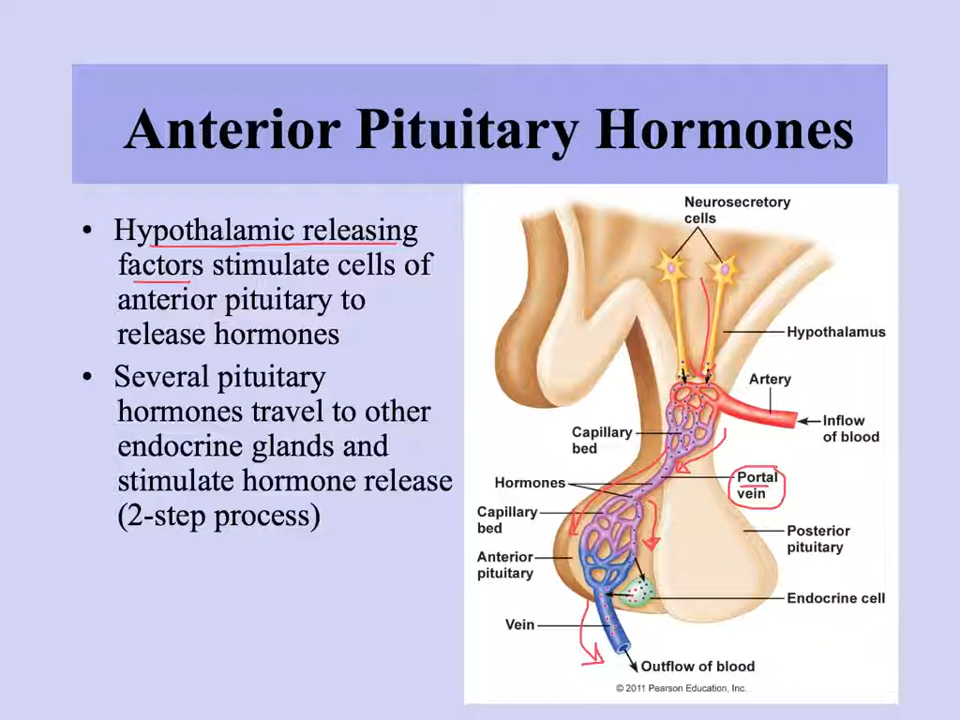 Anterior Pituitary Hormones
• Hypothalamic releasing
factors stimulate cells of
anterior pituitary to
release hormones
• Several pituitary
hormones travel to other
endocrine glands and
stimulate hormone release
(2-step process)
Neurosecretory
cells
Hypothalamus
Artery
Inflow
of blood
Capillary
bed
Portal
vein
Hormones
Capillary
bed
Posterior
pituitary
Anterior
pituitary
Endocrine cell
Vein
Outflow of blood
© 2011 Pearson Education, Inc.